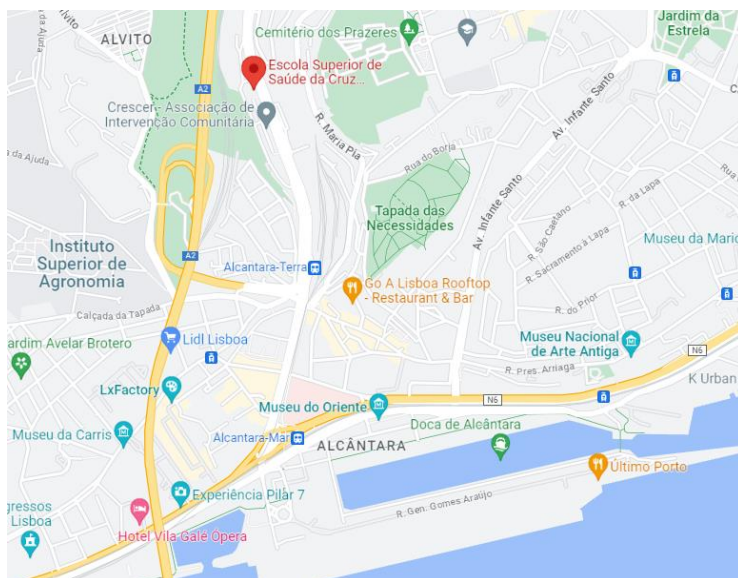 Cemitério dos Prazeres
Jardim da
Estrela
ALVITO
Alvito
da Ajuda
A2
Escola Superior de
Saúde da Cruz...
Crescer - Associação de
Intervenção Comunitária
R. Maria Pia
Av. Infante Santo
da Ajuda
Rua do Borja
Tapada das
Necessidades
Av. Infante Santo
R. São Caetano
R. da Lapa
R. Sacramento à Lapa
Museu da Mario
Instituto
Superior de
Agronomia
A2
Alcantara-Terra
Go A Lisboa Rooftop
- Restaurant & Bar
R. do Prior
Calçada da Tapada
Lidl Lisboa
Jardim Avelar Brotero
Museu Nacional
de Arte Antiga
N6
R. Pres. Arriaga
K Urban
LxFactory
N6
Museu do Oriente
Museu da Carris
Alcantara-Mar
ALCÂNTARA
Doca de Alcântara
Último Porto
Experiência Pilar 7
R. Gen. Gomes Araújo
gressos
Lisboa
Hotel Vila Galé Ópera